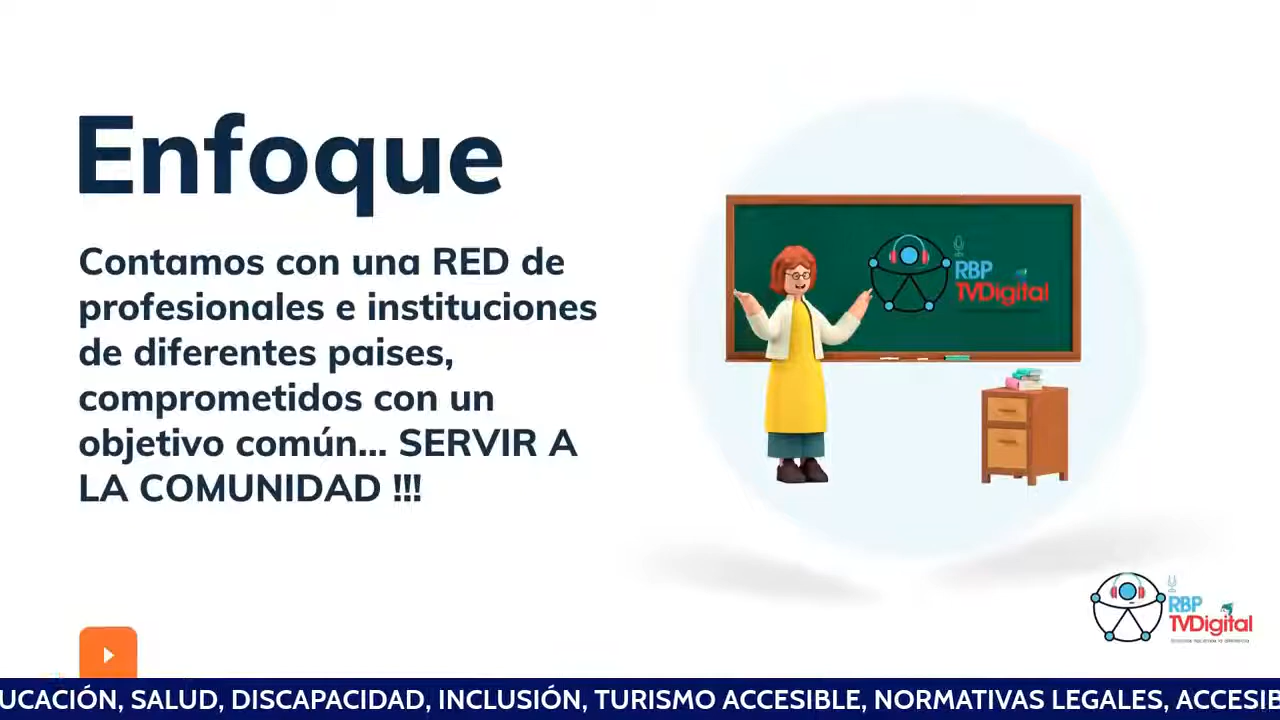 Enfoque
Contamos con una RED de
profesionales e instituciones
de diferentes paises,
comprometidos con un
objetivo común... SERVIR A
LA COMUNIDAD !!!
RBP
TVDigital
RBP
TVDigital
UCACIÓN, SALUD, DISCAPACIDAD, INCLUSIÓN, TURISMO ACCESIBLE, NORMATIVAS LEGALES, ACCESIB